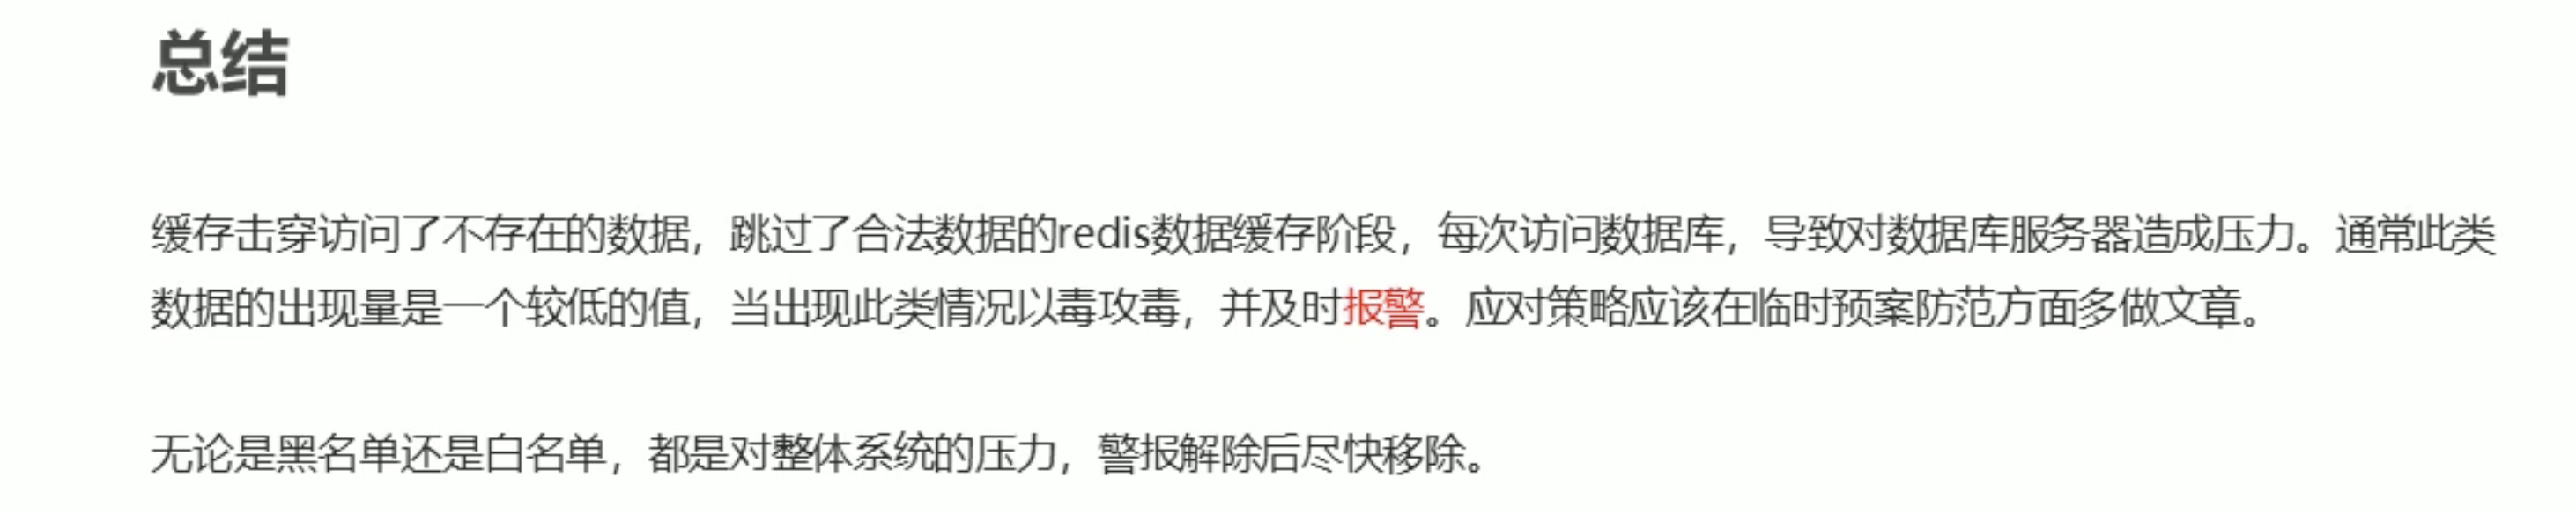 总结
缓存击穿访问了不存在的数据，跳过了合法数据的redis数据缓存阶段，每次访问数据库，导致对数据库服务器造成压力。通常此类
数据的出现量是一个较低的值，当出现此类情况以毒攻毒，并及时报警。应对策略应该在临时预案防范方面多做文章。
无论是黑名单还是白名单，都是对整体系统的压力，警报解除后尽快移除。